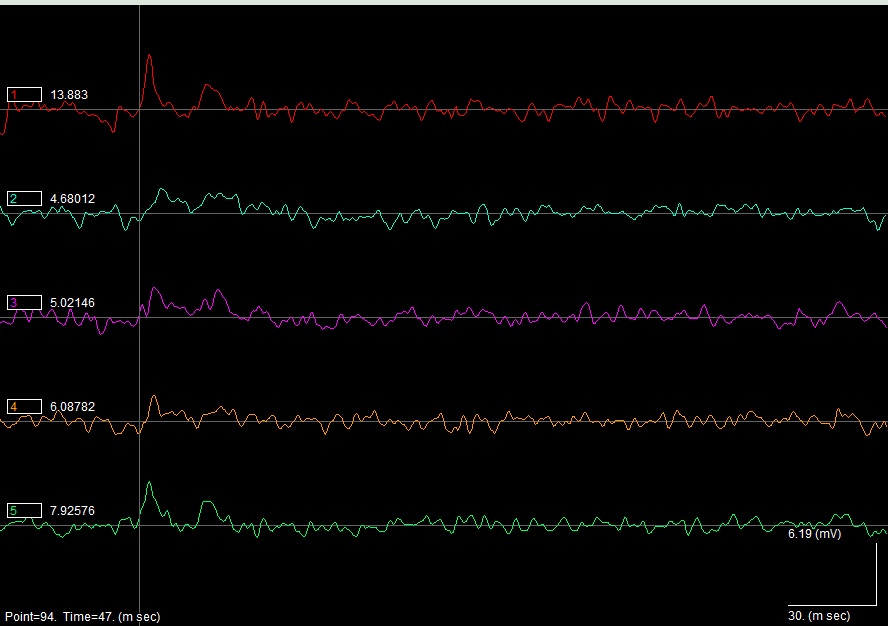 1 13.883
2 4.68012
3 5.02146
4 6.08782
5 7.92576
6.19 (mV)
30. (m sec)
Point=94. Time=47. (m sec)